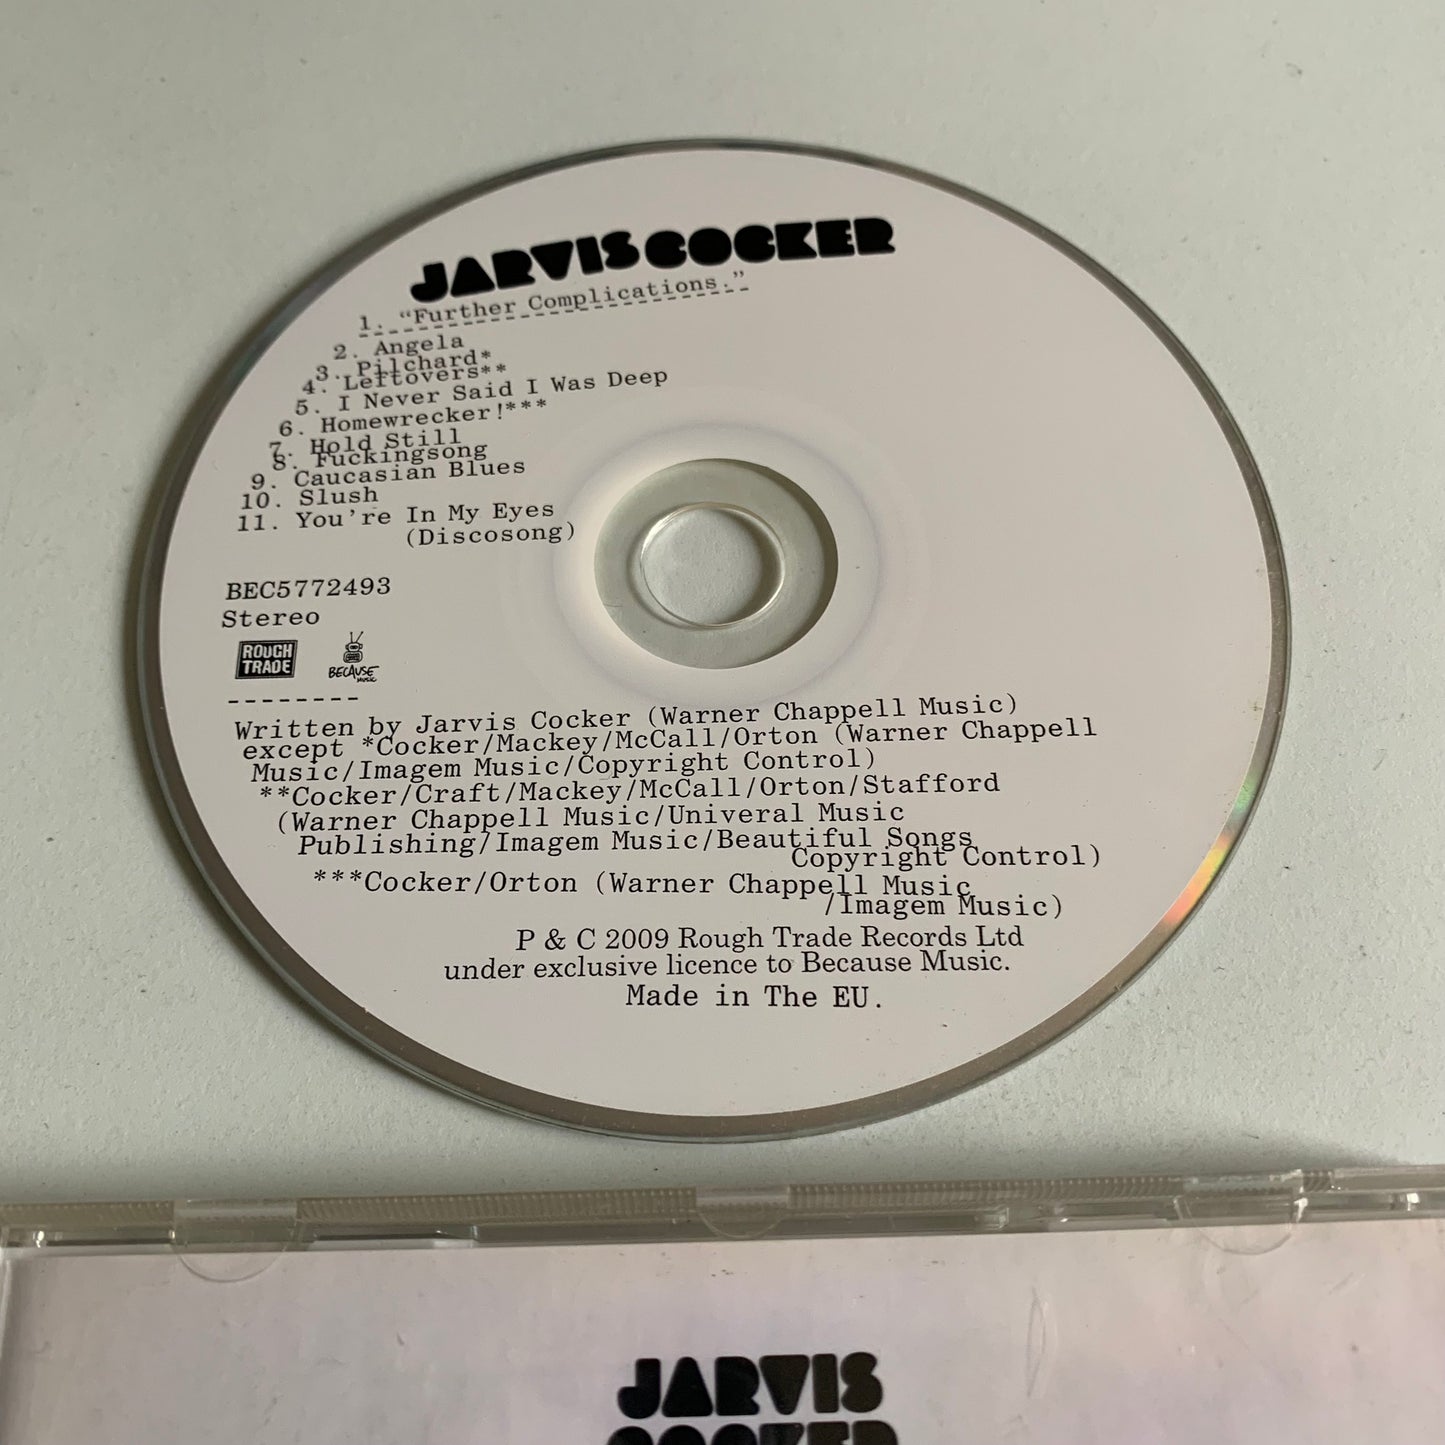 JARVIS COCKER
1. “Further Complications.”
2. Angela
3. Pilchard*
4. Leftovers**
5. I Never Said I Was Deep
6. Homewrecker!***
7. Hold Still
8. Fuckingsong
9. Caucasian Blues
10. Slush
11. You're In My Eyes
(Discosong)
BEC5772493
Stereo
ROUGH
TRADE
BECAUSE
MUSIC
--------
Written by Jarvis Cocker (Warner Chappell Music)
except *Cocker/Mackey/McCall/Orton (Warner Chappell
Music/Imagem Music/Copyright Control)
**Cocker/Craft/Mackey/McCall/Orton/Stafford
(Warner Chappell Music/Univeral Music
Publishing/Imagem Music/Beautiful Songs
Copyright Control)
***Cocker/Orton (Warner Chappell Music
/Imagem Music)
P & C 2009 Rough Trade Records Ltd
under exclusive licence to Because Music.
Made in The EU.
JARVIS
COCKER